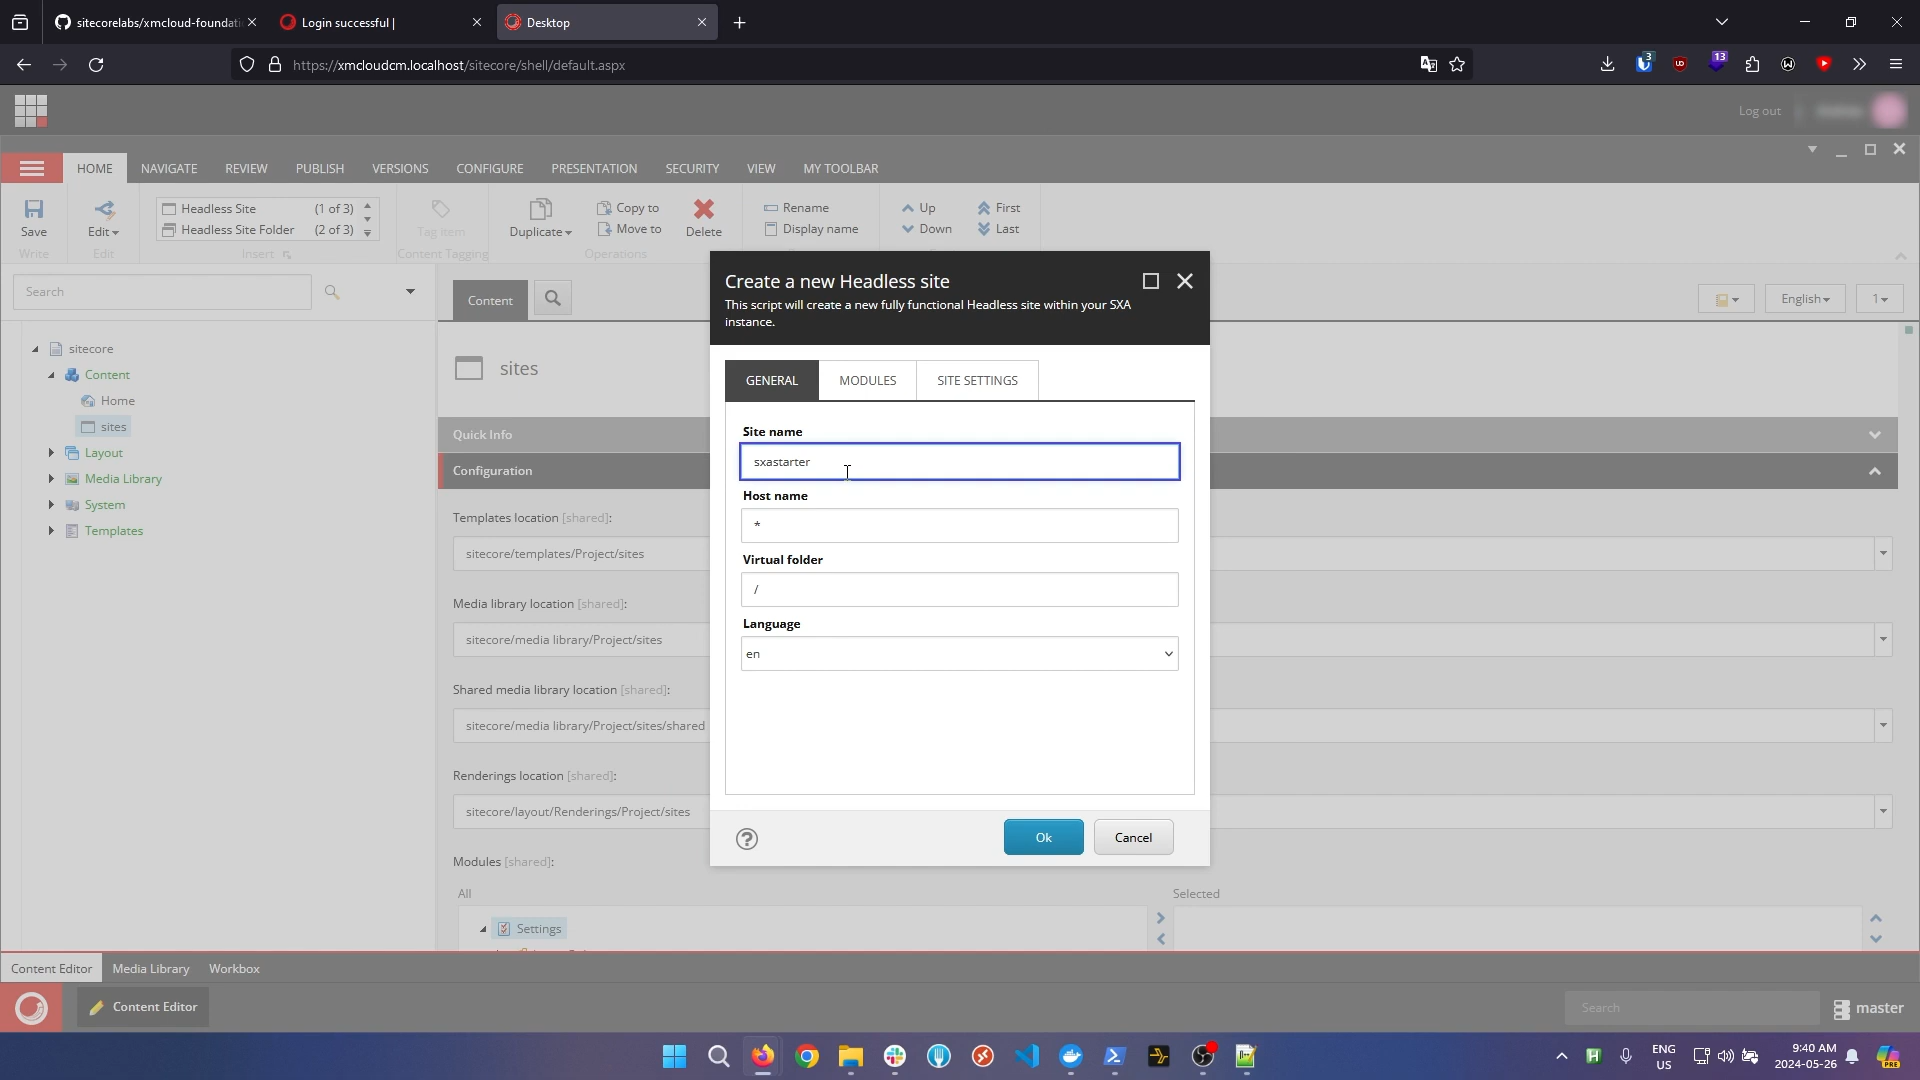 sitecorelabs/xmcloud-foundati
Login successful |
Desktop
https://xmcloudcm.localhost/sitecore/shell/default.aspx
3
13
Log out
HOME NAVIGATE REVIEW PUBLISH VERSIONS CONFIGURE PRESENTATION SECURITY VIEW MY TOOLBAR
Headless Site (1 of 3)
Headless Site Folder (2 of 3)
Save
Edit
Tag item
Duplicate
Copy to
Move to
Delete
Rename
Display name
Up
Down
First
Last
Write
Edit
Insert
Content Tagging
Operations
Search
Content
English
1
sitecore
Content
Home
sites
Layout
Media Library
System
Templates
sites
Quick Info
Configuration
Templates location [shared]:
sitecore/templates/Project/sites
Media library location [shared]:
sitecore/media library/Project/sites
Shared media library location [shared]:
sitecore/media library/Project/sites/shared
Renderings location [shared]:
sitecore/layout/Renderings/Project/sites
Modules [shared]:
All
Selected
Settings
Create a new Headless site
This script will create a new fully functional Headless site within your SXA
instance.
GENERAL MODULES SITE SETTINGS
Site name
sxastarter
Host name
*
Virtual folder
/
Language
en
?
Ok
Cancel
Content Editor Media Library Workbox
Content Editor
Search
master
ENG
US
9:40 AM
2024-05-26
PRE